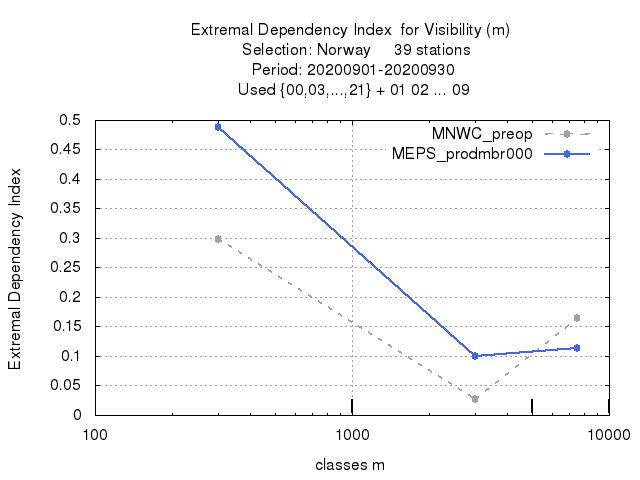 Extremal Dependency Index  for Visibility (m)
Selection: Norway     39 stations
Period: 20200901-20200930
Used {00,03,...,21} + 01 02 ... 09
Extremal Dependency Index
0.5
0.45
0.4
0.35
0.3
0.25
0.2
0.15
0.1
0.05
0
MNWC_preop
MEPS_prodmbr000
100
1000
10000
classes m